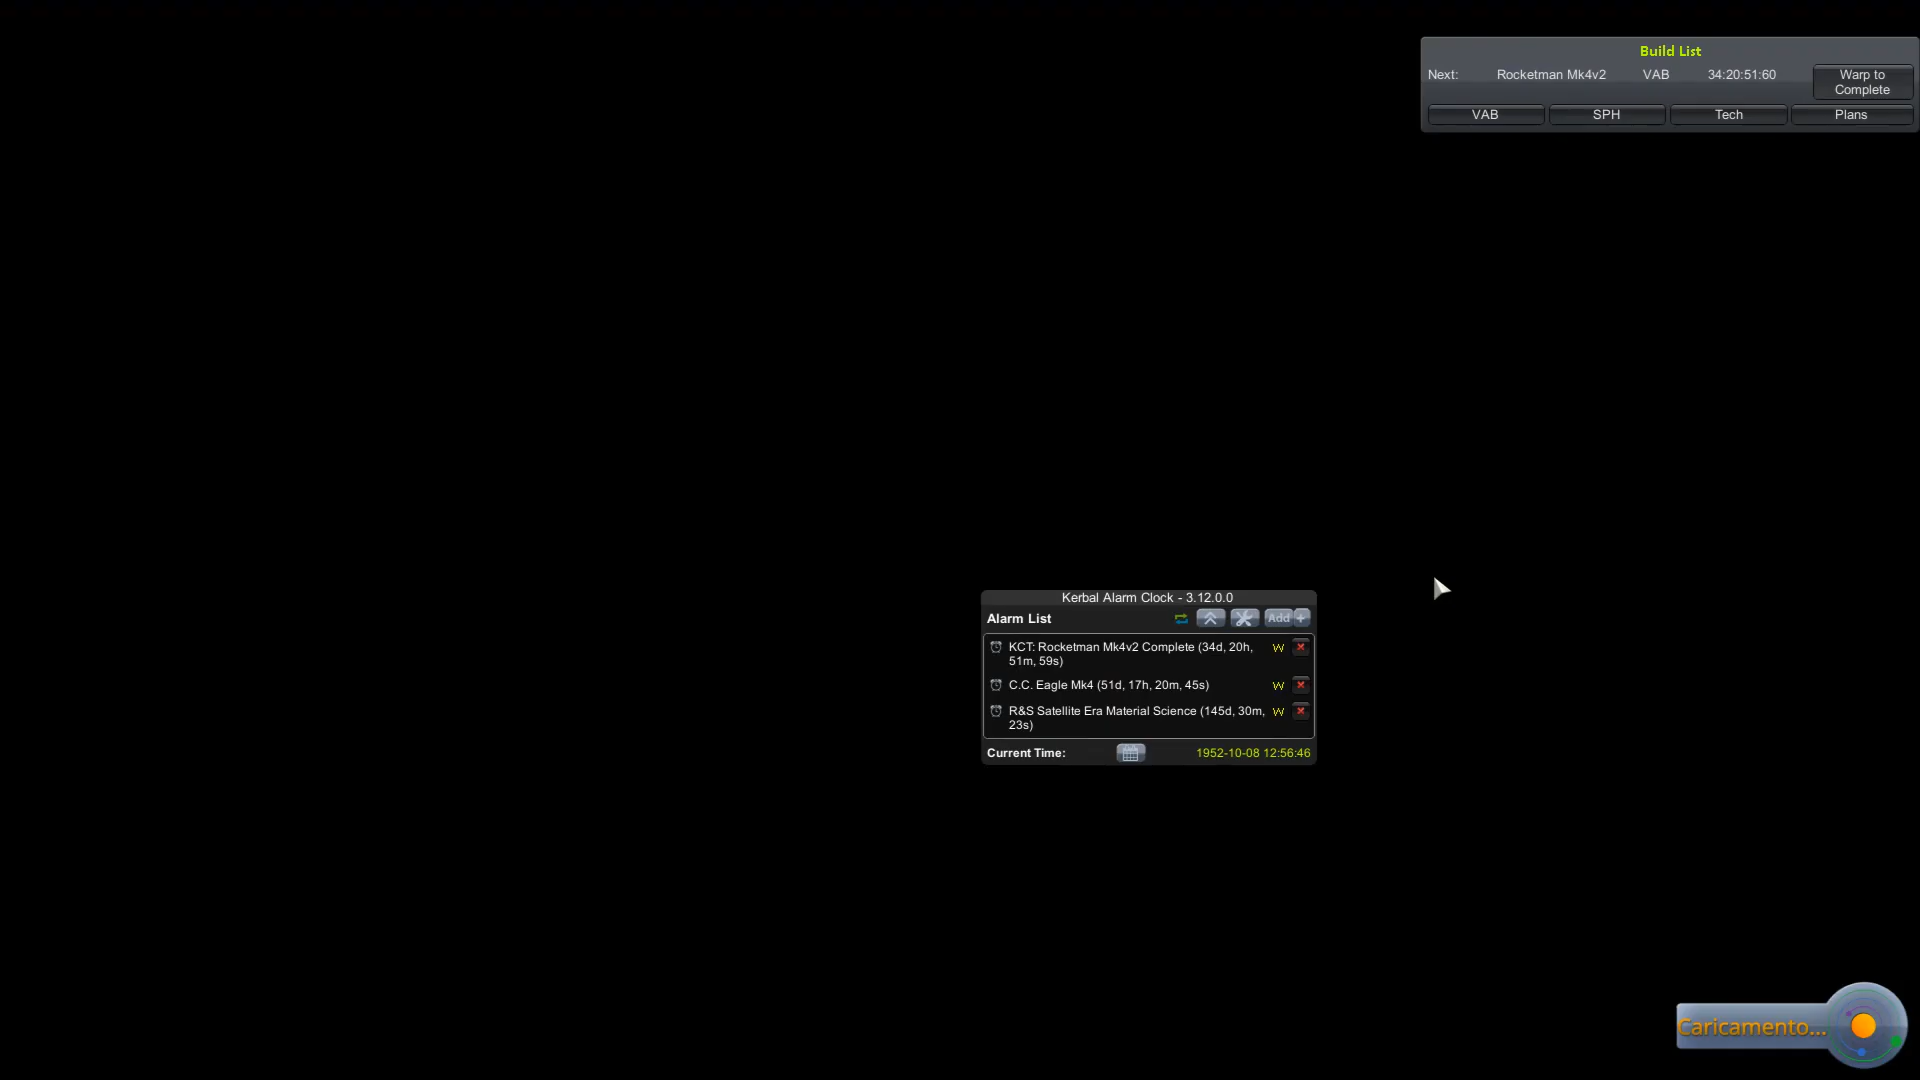 Build List
Next: Rocketman Mk4v2 VAB 34:20:51:60 Warp to
Complete
VAB SPH Tech Plans
Kerbal Alarm Clock - 3.12.0.0
Alarm List Add +
KCT: Rocketman Mk4v2 Complete (34d, 20h, W
51m, 59s)
C.C. Eagle Mk4 (51d, 17h, 20m, 45s) W
R&S Satellite Era Material Science (145d, 30m, W
23s)
Current Time: 1952-10-08 12:56:46
Caricamento...